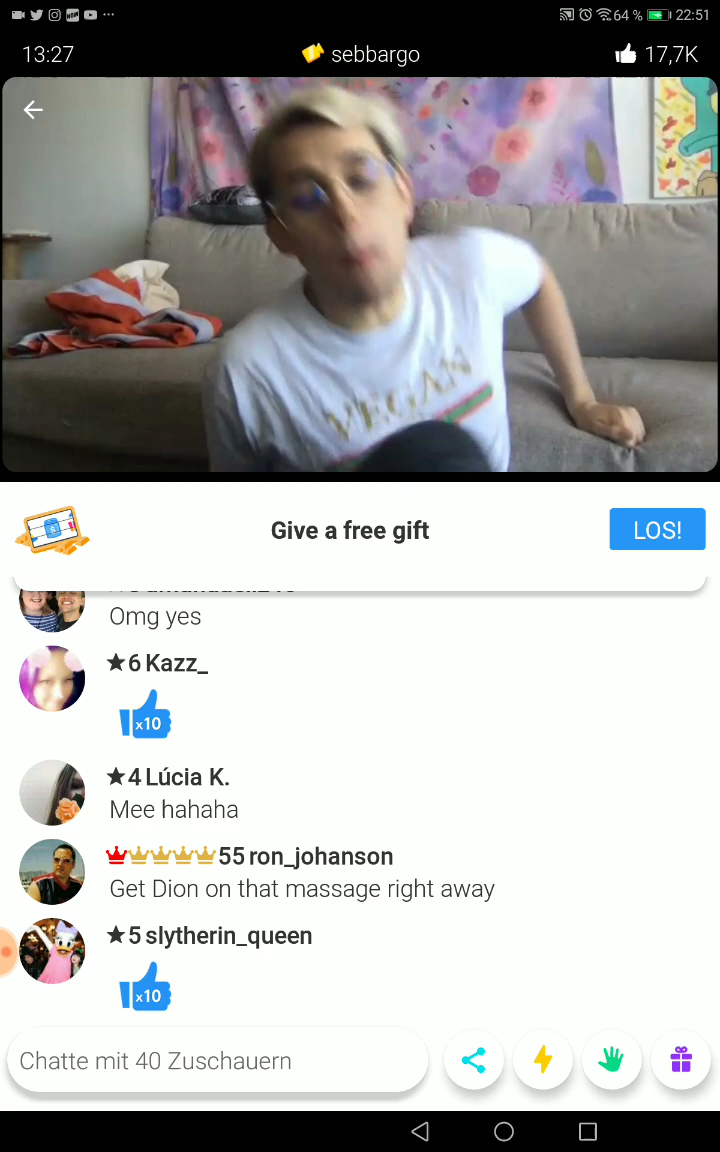 64 % 22:51
13:27 sebbargo 17,7K
VEGAN
Give a free gift LOS!
Omg yes
6 Kazz_
x10
4 Lúcia K.
Mee hahaha
55 ron_johanson
Get Dion on that massage right away
5 slytherin_queen
x10
Chatte mit 40 Zuschauern